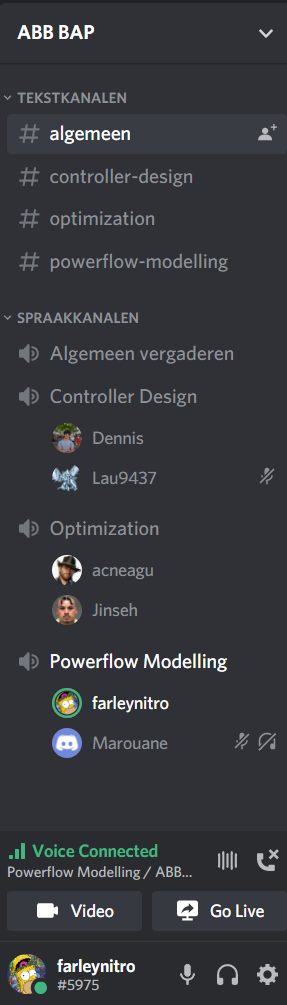 ABB BAP
TEKSTKANALEN
# algemeen
# controller-design
# optimization
# powerflow-modelling
SPRAAKKANALEN
Algemeen vergaderen
Controller Design
Dennis
Lau9437
Optimization
acneagu
Jinseh
Powerflow Modelling
farleynitro
Marouane
Voice Connected
Powerflow Modelling / ABB...
Video Go Live
farleynitro
#5975